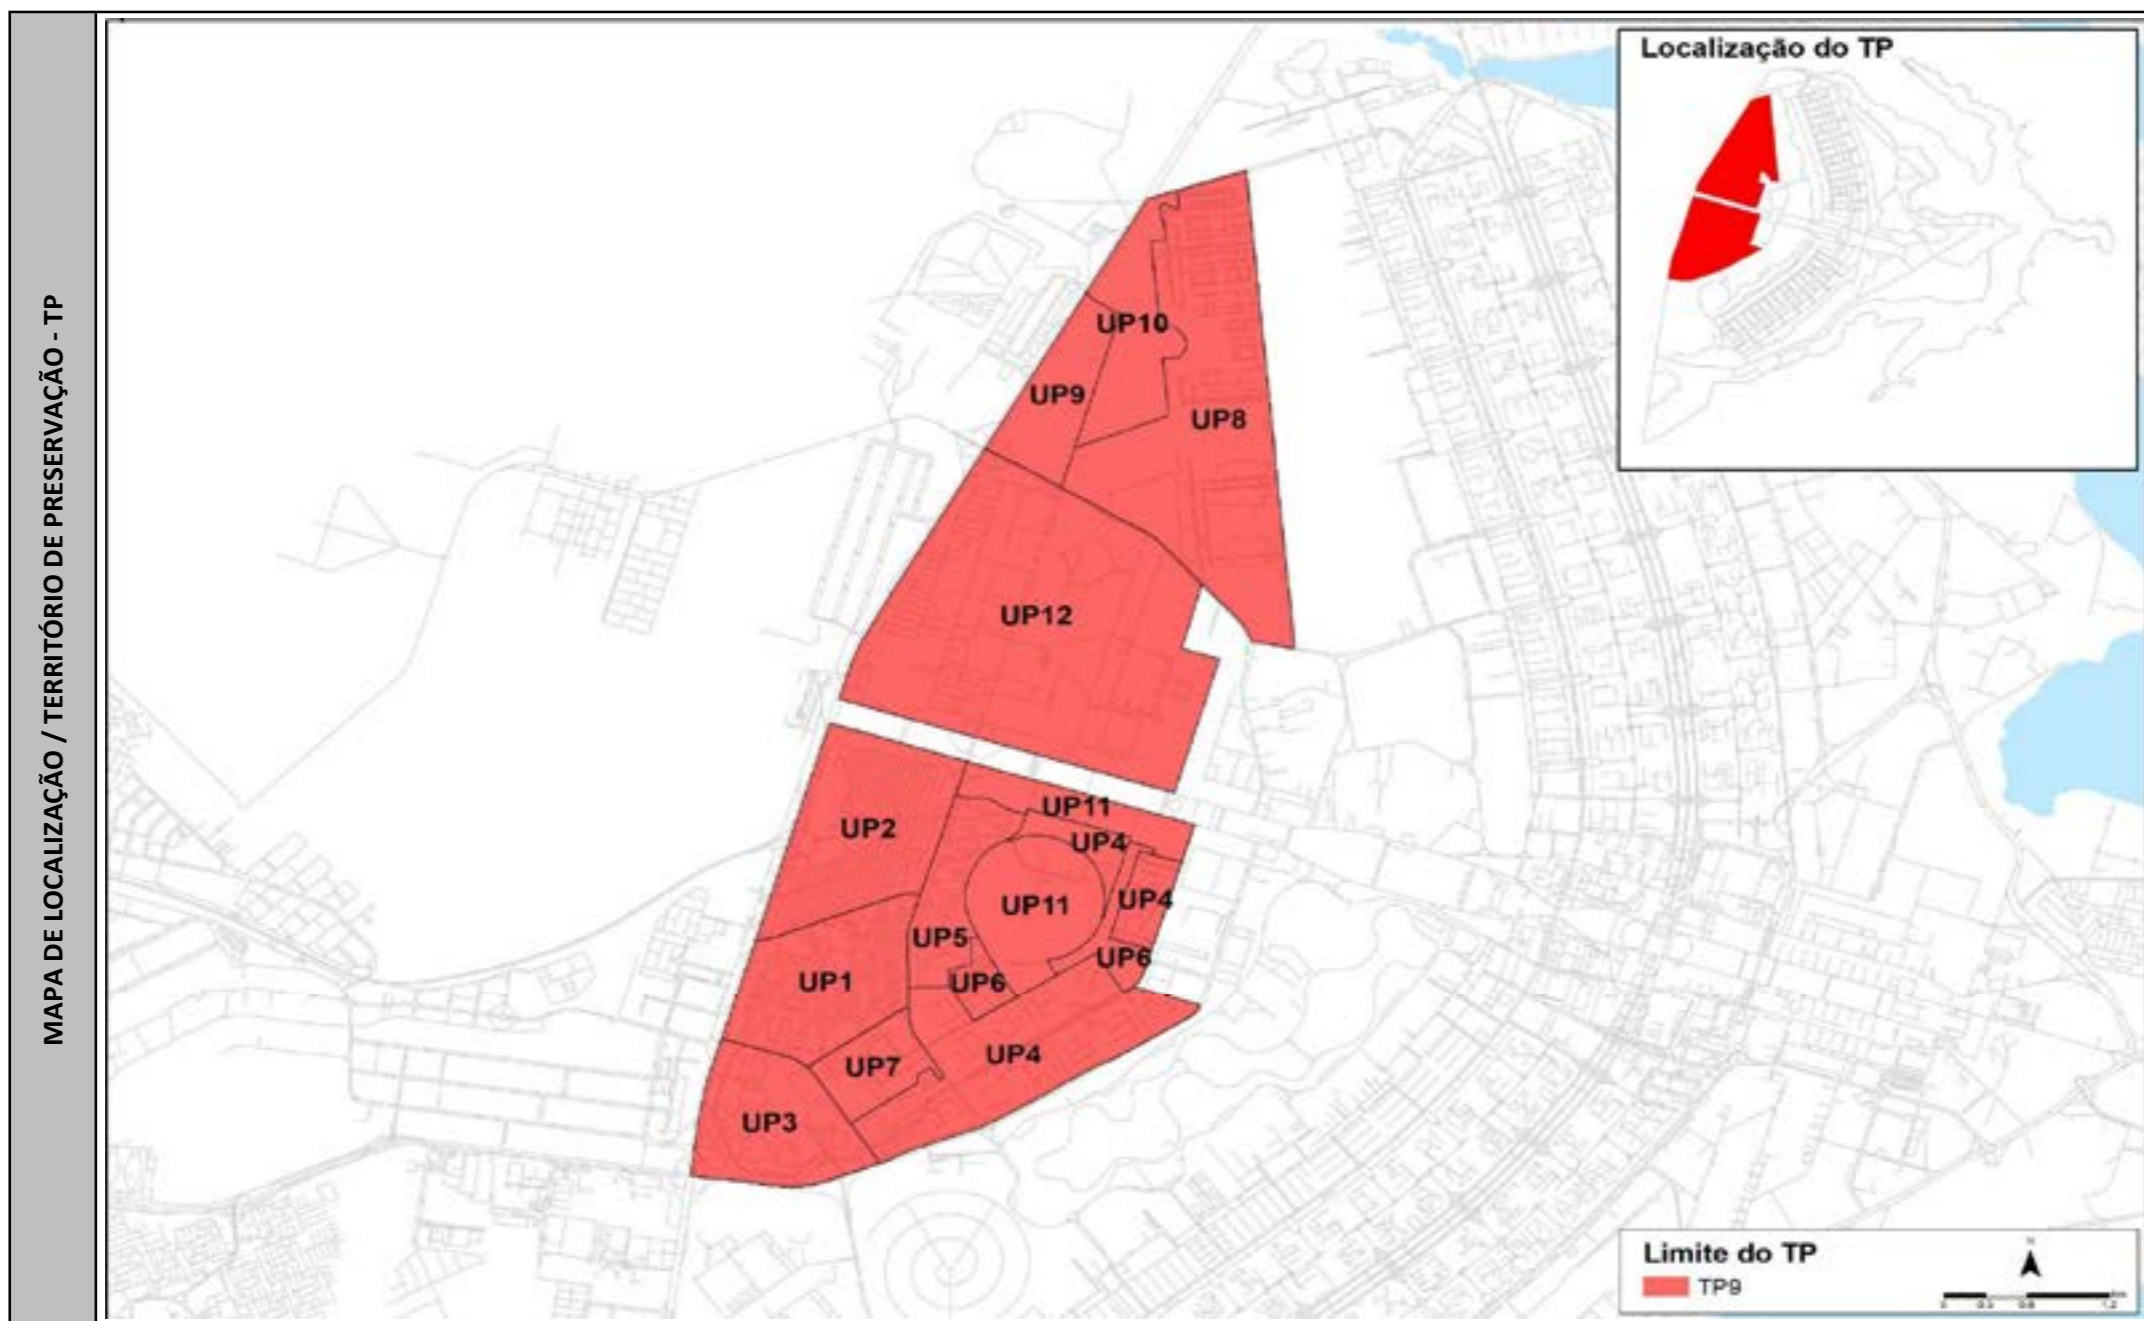 MAPA DE LOCALIZAÇÃO / TERRITÓRIO DE PRESERVAÇÃO - TP
Localização do TP
UP10
UP9
UP8
UP12
UP11
UP2
UP4
UP11
UP4
UP5
UP6
UP1
UP6
UP4
UP7
UP3
Limite do TP
TP9